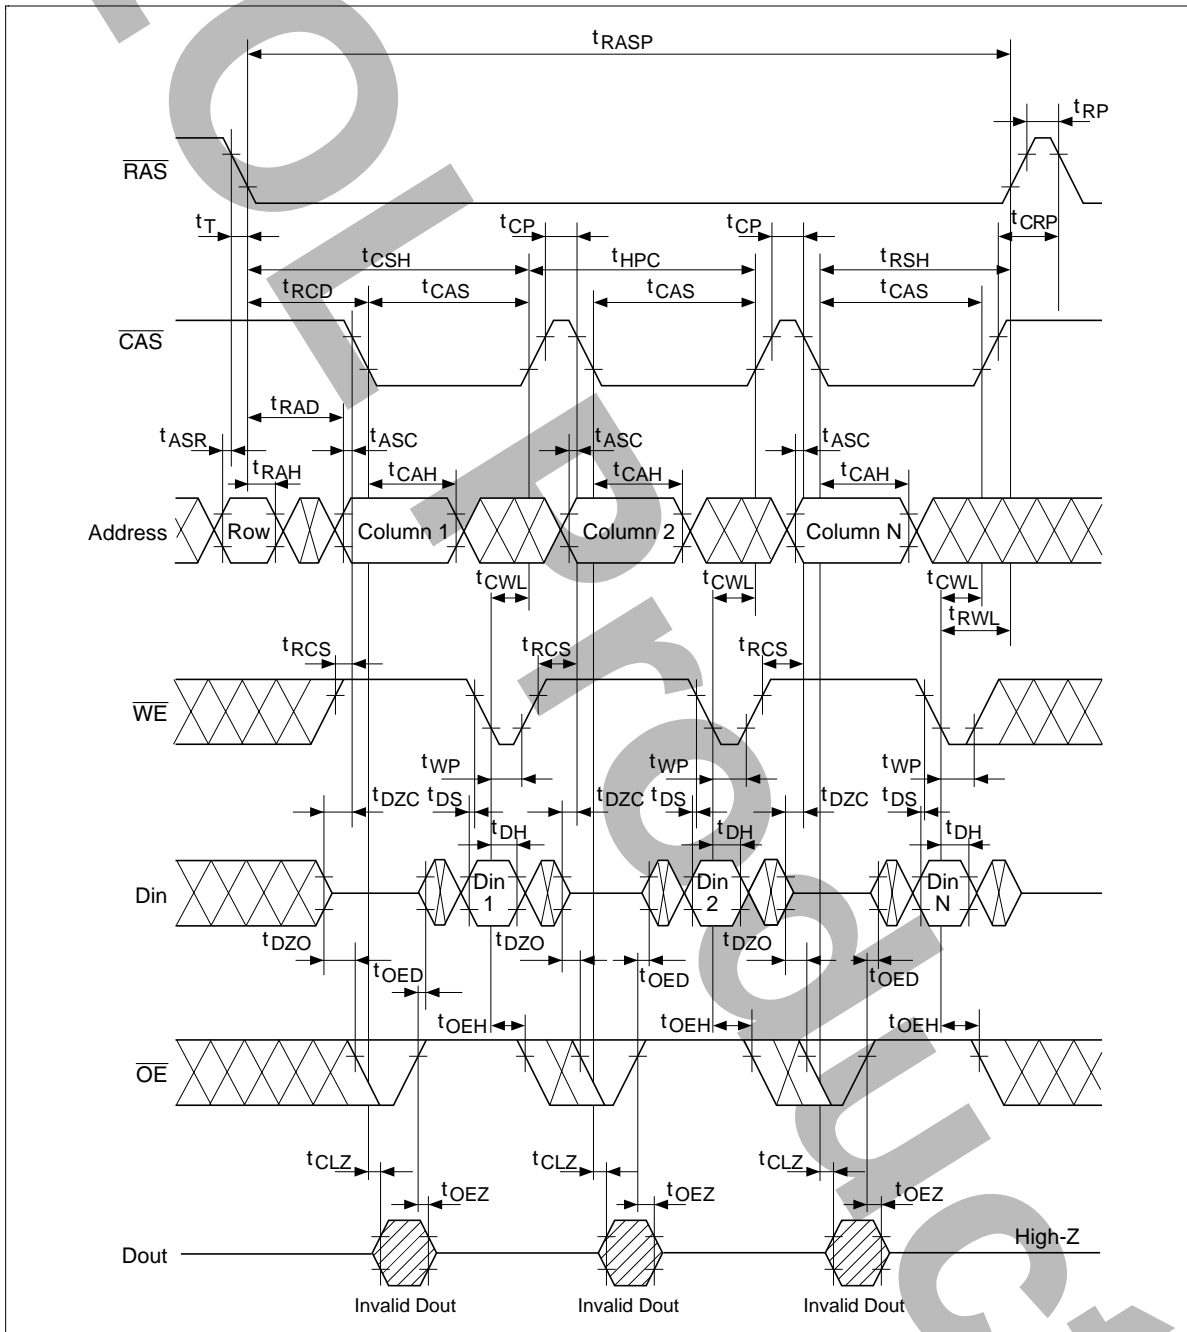 tRASP
tRP
RAS
tT tCP tCP tCRP
tCSH tHPC tRSH
tRCD tCAS tCAS tCAS
CAS
tRAD
tASR tASC tASC tASC
tRAH tCAH tCAH tCAH
Address Row Column 1 Column 2 Column N
tCWL tCWL tCWL
tRWL
tRCS tRCS tRCS
WE
tWP tWP tWP
tDZC tDS tDZC tDS tDZC tDS
tDH tDH tDH
Din Din 1 Din 2 Din N
tDZO tDZO tDZO
tOED tOED tOED
tOEH tOEH tOEH
OE
tCLZ tCLZ tCLZ
tOEZ tOEZ tOEZ
Dout High-Z
Invalid Dout Invalid Dout Invalid Dout
OL Product